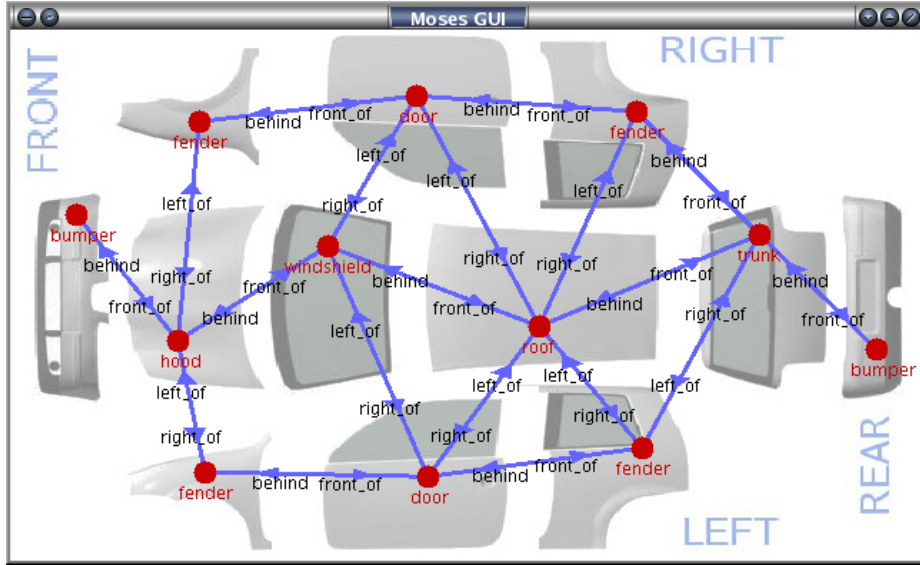 Moses GUI
FRONT
RIGHT
door
fender
behind
front_of
behind
front_of
fender
left_of
left_of
left_of
behind
left_of
right_of
front_of
bumper
windshield
trunk
behind
front_of
right_of
front_of
behind
right_of
right_of
front_of
behind
front_of
behind
behind
right_of
front_of
hood
left_of
roof
bumper
left_of
left_of
left_of
left_of
right_of
right_of
right_of
right_of
fender
behind
front_of
door
behind
front_of
fender
REAR
LEFT